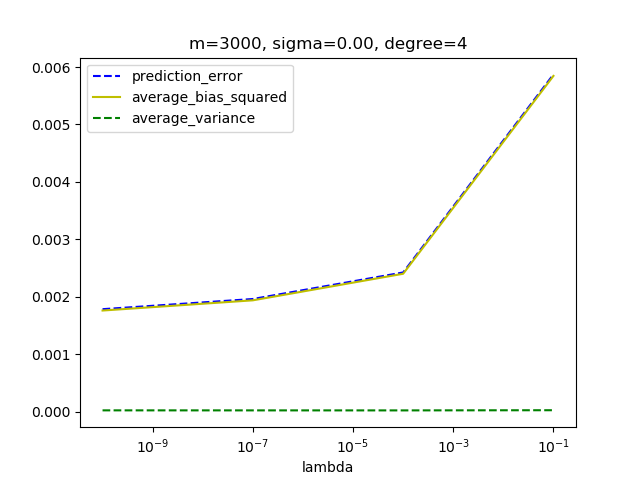 m=3000, sigma=0.00, degree=4
prediction_error
average_bias_squared
average_variance
0.006
0.005
0.004
0.003
0.002
0.001
0.000
10⁻⁹ 10⁻⁷ 10⁻⁵ 10⁻³ 10⁻¹
lambda